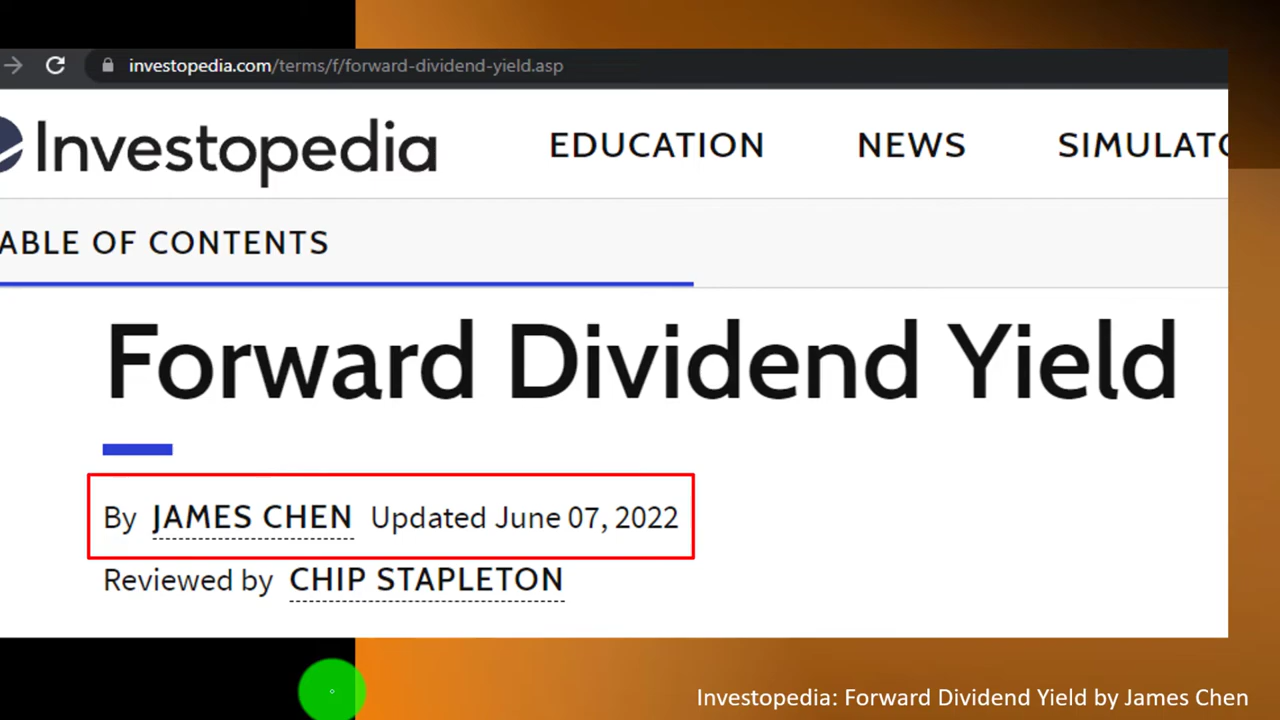 investopedia.com/terms/f/forward-dividend-yield.asp
Investopedia EDUCATION NEWS SIMULATO
ABLE OF CONTENTS
Forward Dividend Yield
By JAMES CHEN Updated June 07, 2022
Reviewed by CHIP STAPLETON
Investopedia: Forward Dividend Yield by James Chen